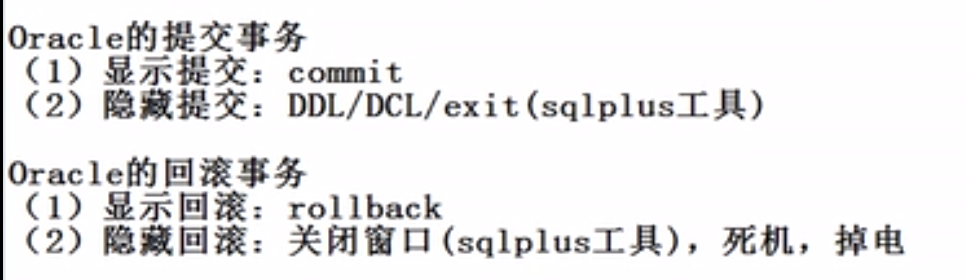 Oracle的提交事务
（1）显示提交：commit
（2）隐藏提交：DDL/DCL/exit(sqlplus工具)
Oracle的回滚事务
（1）显示回滚：rollback
（2）隐藏回滚：关闭窗口(sqlplus工具)，死机，掉电